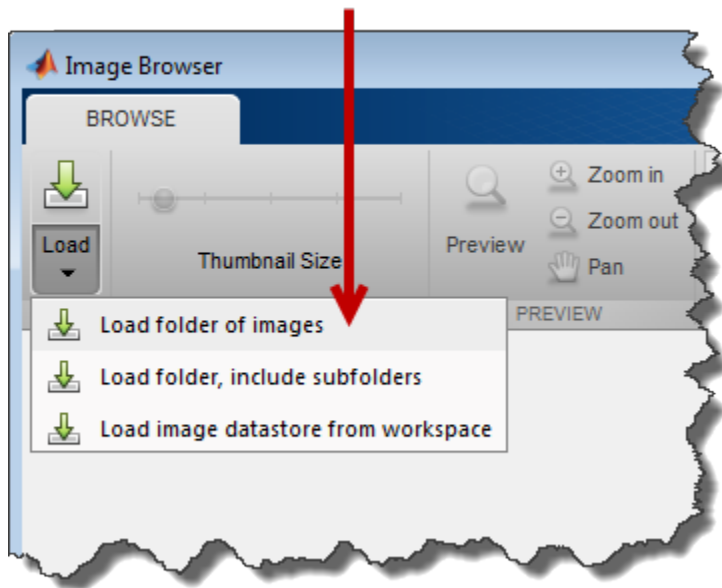 Image Browser
BROWSE
Load
Thumbnail Size
Preview
Zoom in
Zoom out
Pan
PREVIEW
Load folder of images
Load folder, include subfolders
Load image datastore from workspace